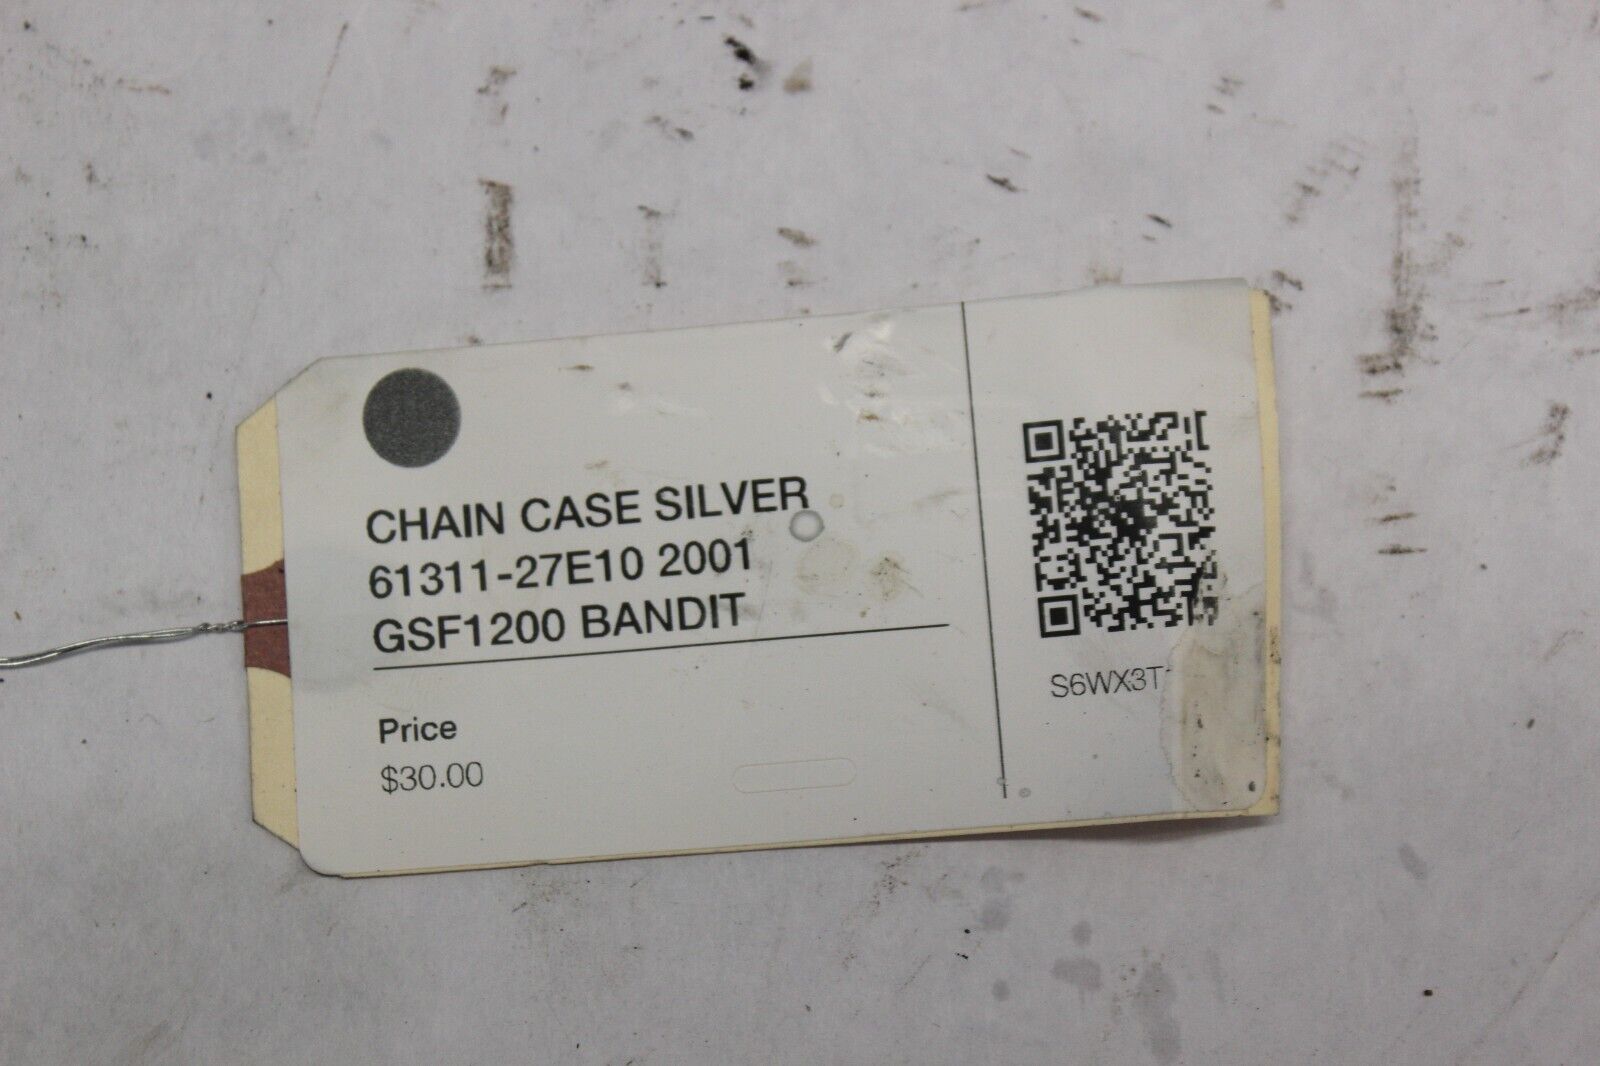 CHAIN CASE SILVER
61311-27E10 2001
GSF1200 BANDIT
Price
$30.00